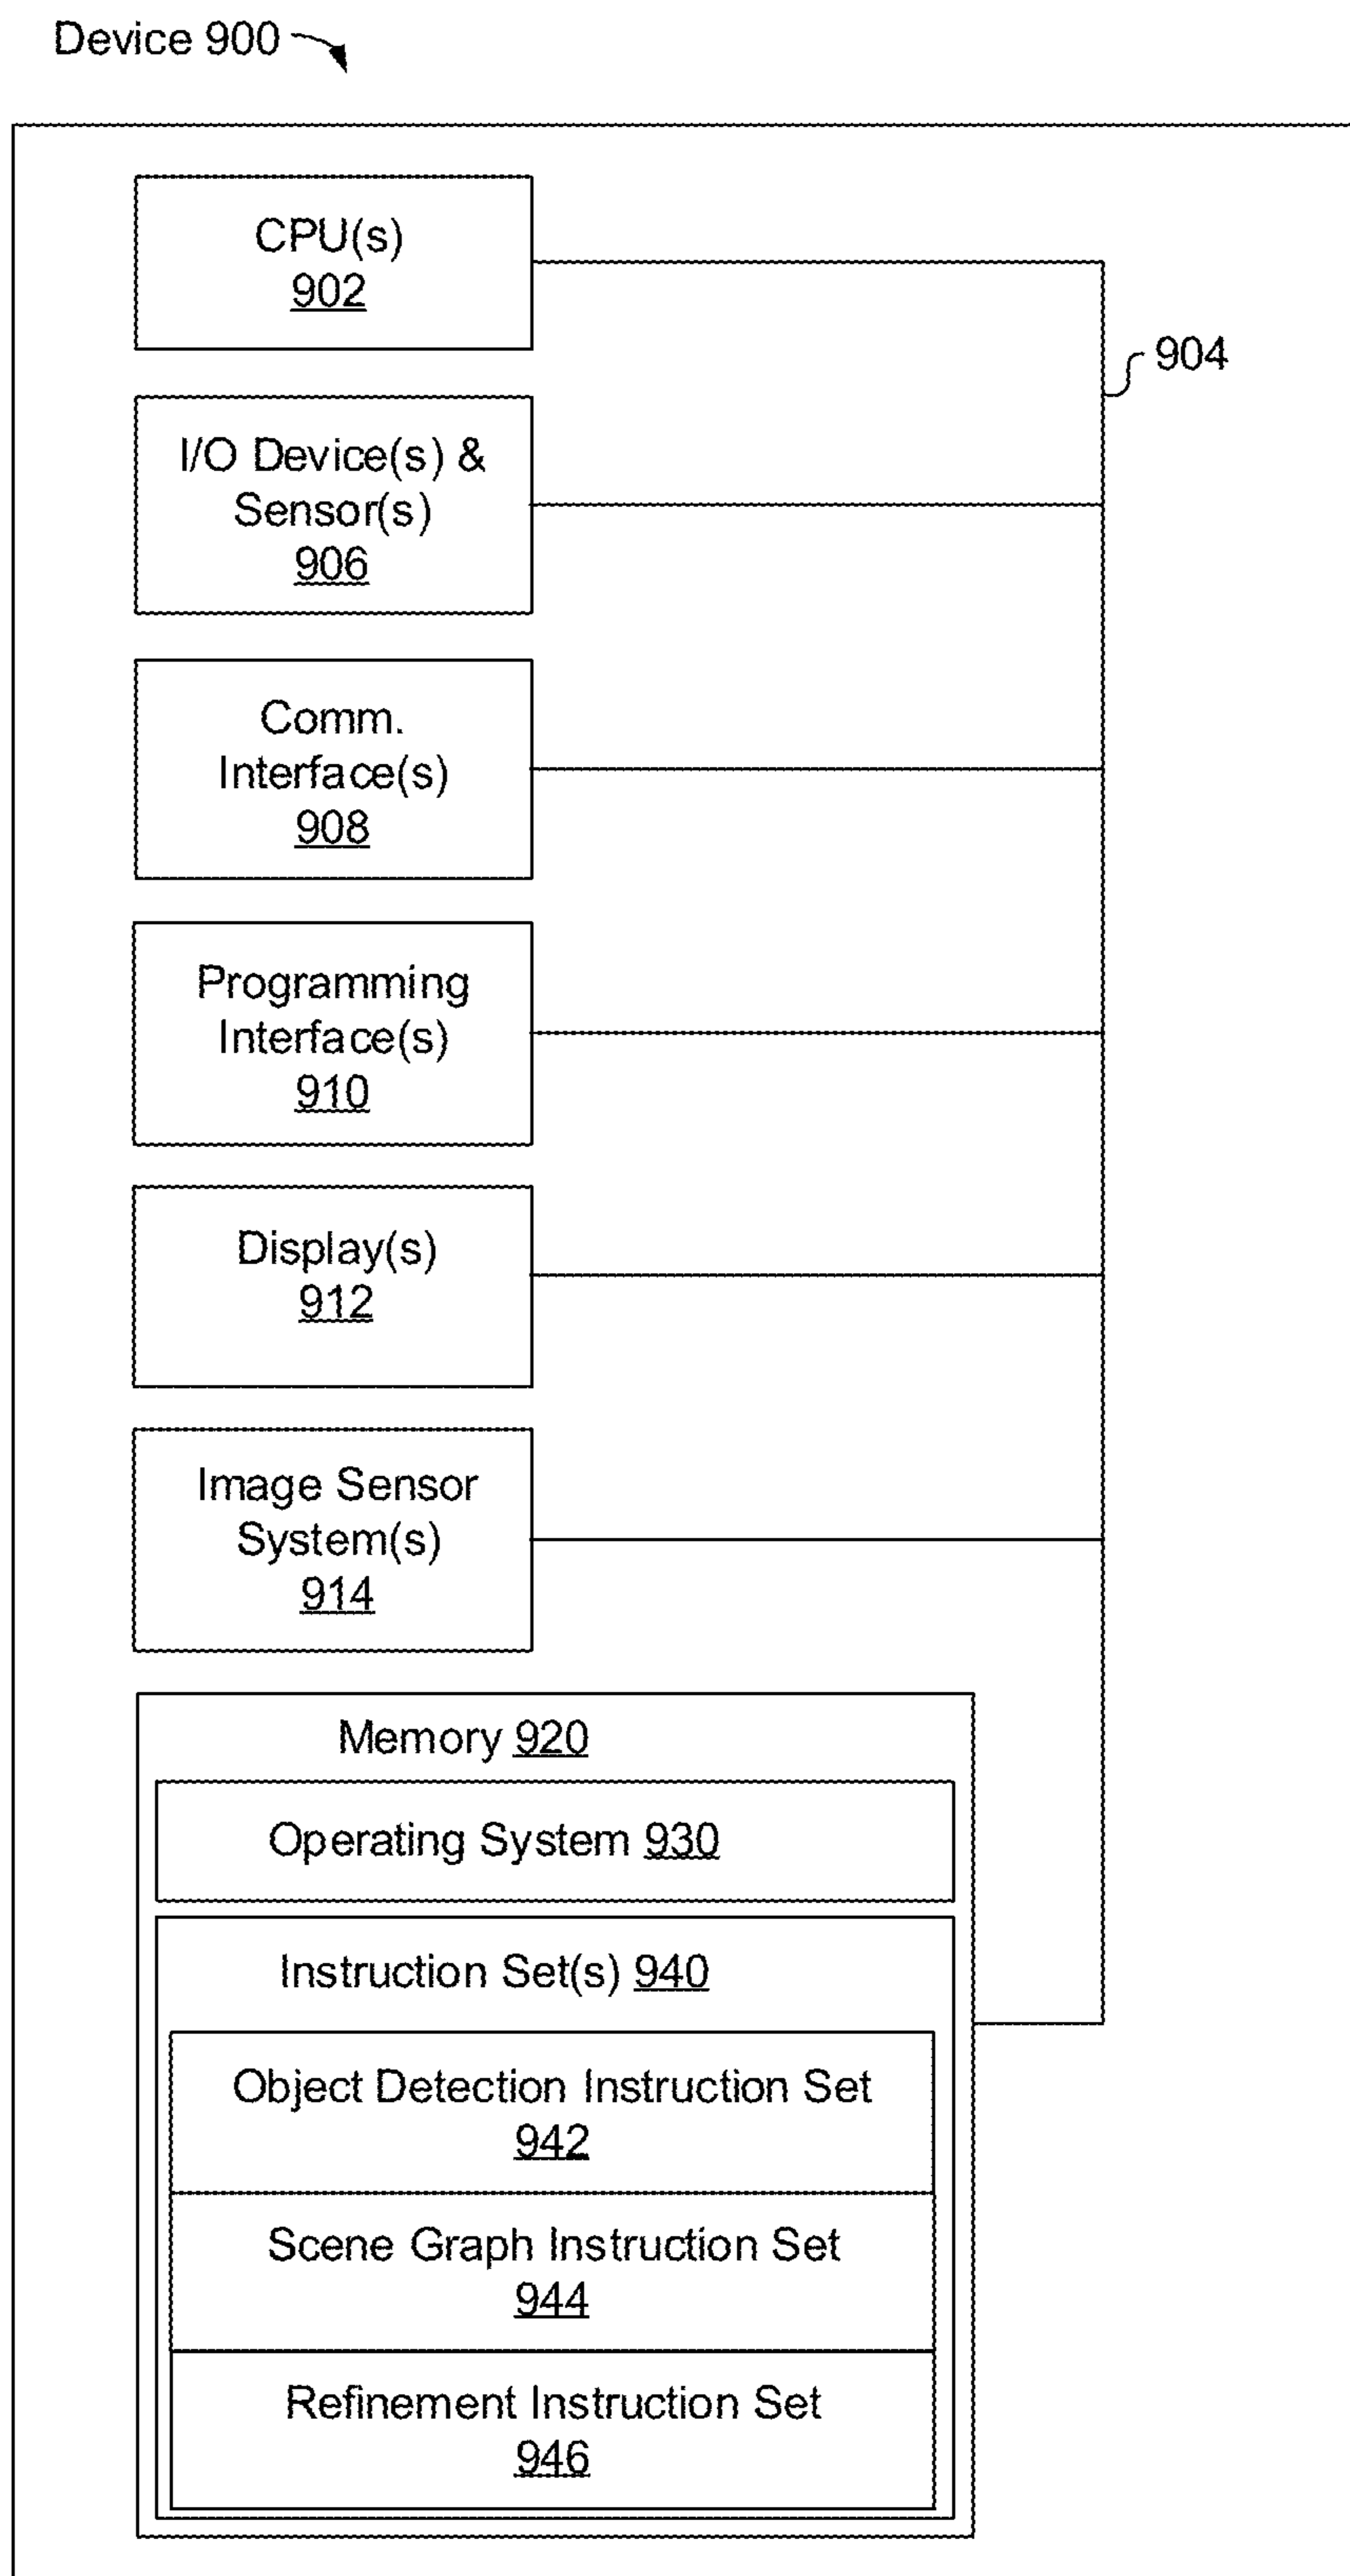 Device 900
CPU(s)
902
904
I/O Device(s) &
Sensor(s)
906
Comm.
Interface(s)
908
Programming
Interface(s)
910
Display(s)
912
Image Sensor
System(s)
914
Memory 920
Operating System 930
Instruction Set(s) 940
Object Detection Instruction Set
942
Scene Graph Instruction Set
944
Refinement Instruction Set
946